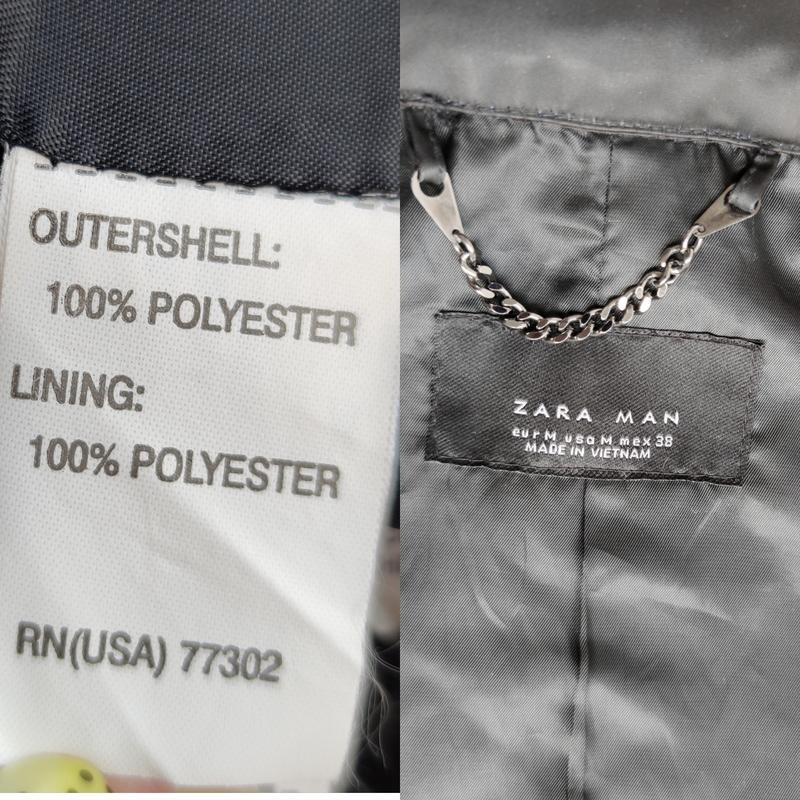 OUTERSHELL:
100% POLYESTER
LINING:
100% POLYESTER
RN(USA) 77302
ZARA MAN
eur M usa M mex 38
MADE IN VIETNAM